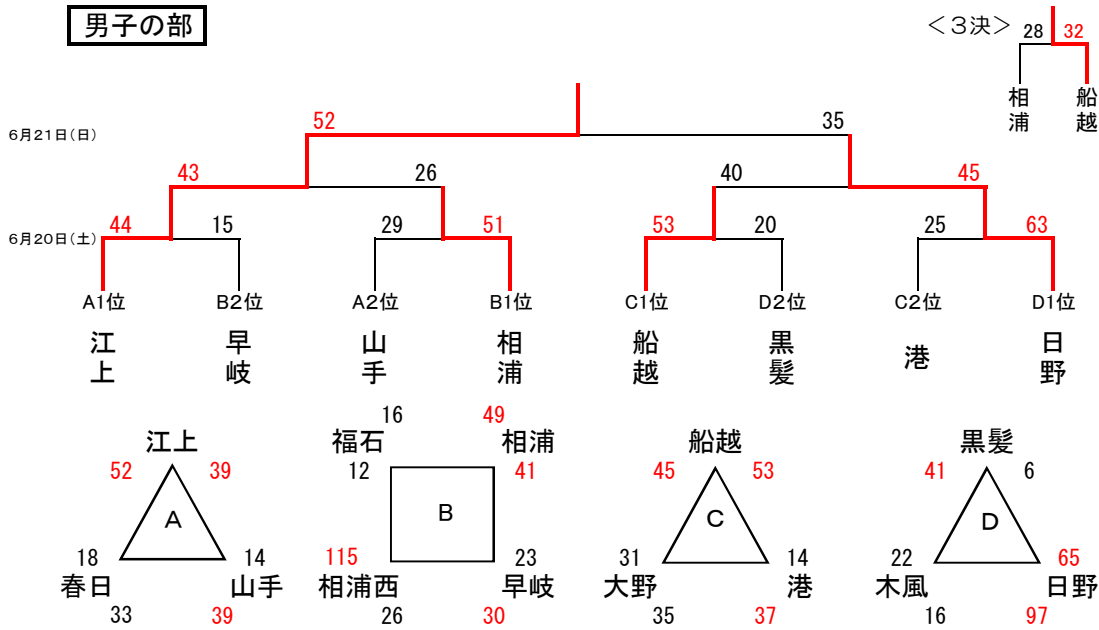 男子の部
＜３決＞
28 32
相浦 船越
6月21日(日) 52 35
43 26 40 45
6月20日(土) 44 15 29 51 53 20 25 63
A1位 B2位 A2位 B1位 C1位 D2位 C2位 D1位
江上 早岐 山手 相浦 船越 黒髪 港 日野
16 49
江上 福石 相浦 船越 黒髪
52 39 12 41 45 53 41 6
A B C D
18 14 115 23 31 14 22 65
春日 山手 相浦西 早岐 大野 港 木風 日野
33 39 26 30 35 37 16 97